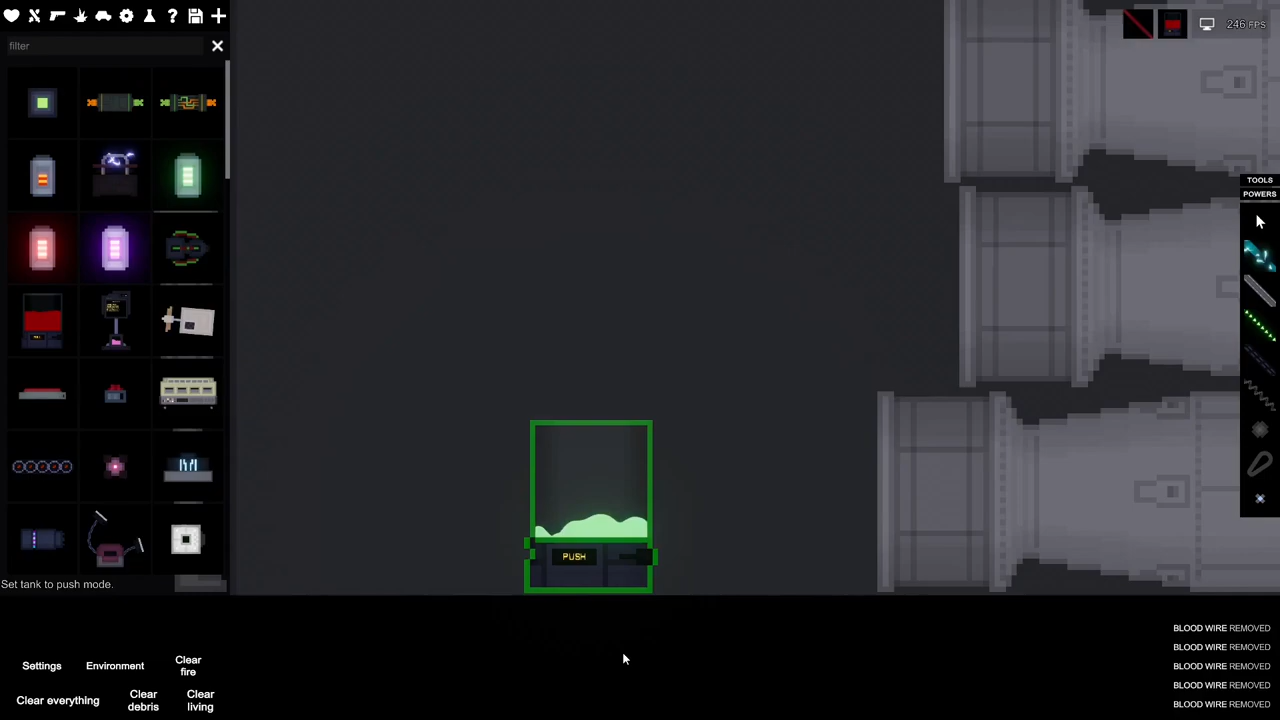 246 FPS
filter
TOOLS
POWERS
PUSH
Set tank to push mode.
Settings
Environment
Clear
fire
Clear everything
Clear
debris
Clear
living
BLOOD WIRE REMOVED
BLOOD WIRE REMOVED
BLOOD WIRE REMOVED
BLOOD WIRE REMOVED
BLOOD WIRE REMOVED